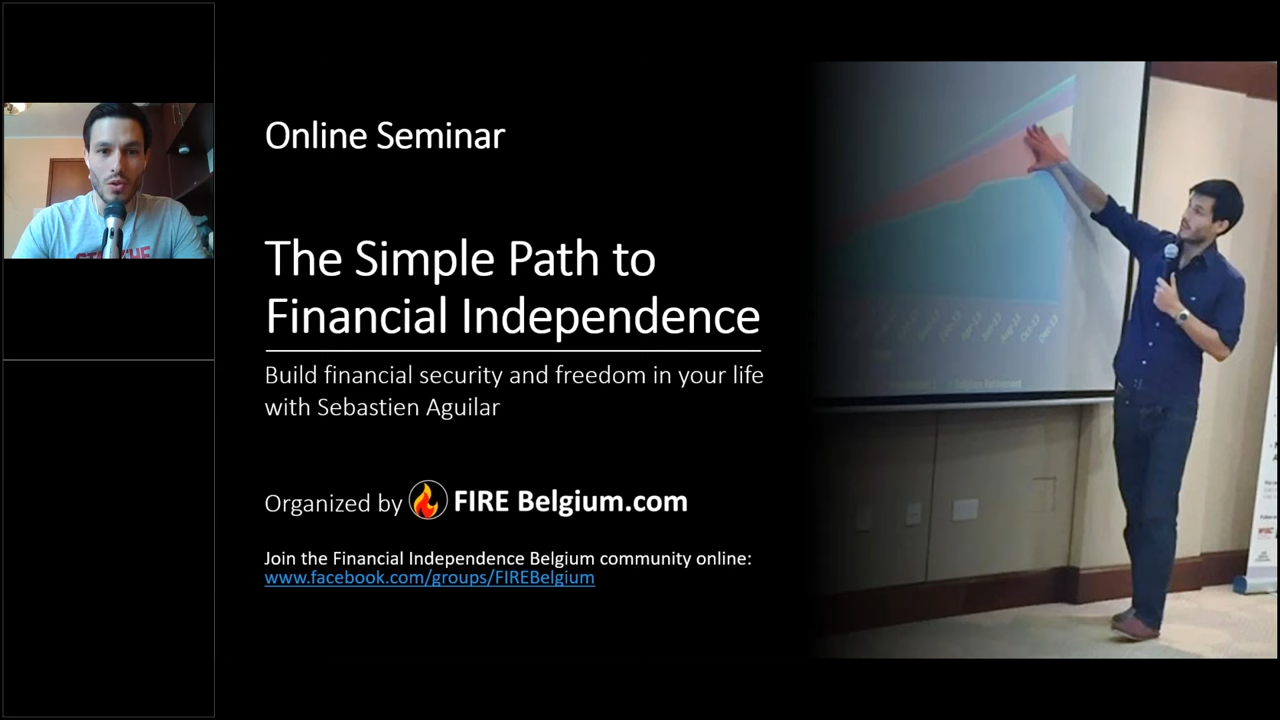 Online Seminar
The Simple Path to
Financial Independence
Build financial security and freedom in your life
with Sebastien Aguilar
Organized by FIRE Belgium.com
Join the Financial Independence Belgium community online:
www.facebook.com/groups/FIREBelgium